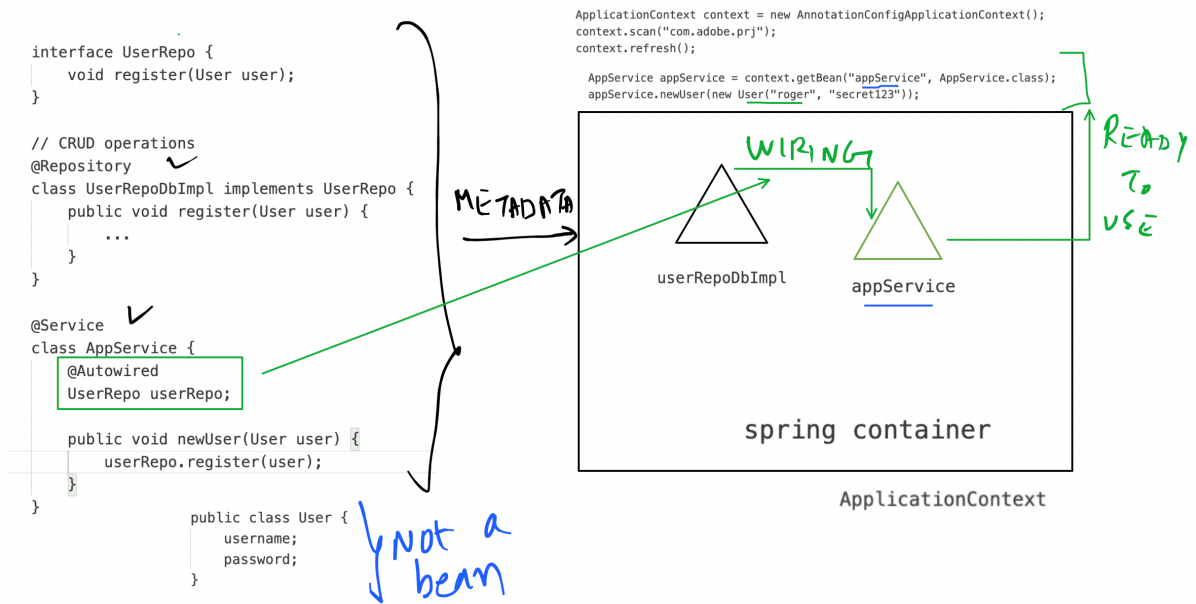 interface UserRepo {
    void register(User user);
}
// CRUD operations
@Repository
class UserRepoDbImpl implements UserRepo {
    public void register(User user) {
        ...
    }
}
@Service
class AppService {
    @Autowired
    UserRepo userRepo;
    public void newUser(User user) {
        userRepo.register(user);
    }
}
public class User {
    username;
    password;
}
NOT a
bean
METADATA
ApplicationContext context = new AnnotationConfigApplicationContext();
context.scan("com.adobe.prj");
context.refresh();
AppService appService = context.getBean("appService", AppService.class);
appService.newUser(new User("roger", "secret123"));
WIRING
userRepoDbImpl
appService
spring container
ApplicationContext
READY
TO
USE